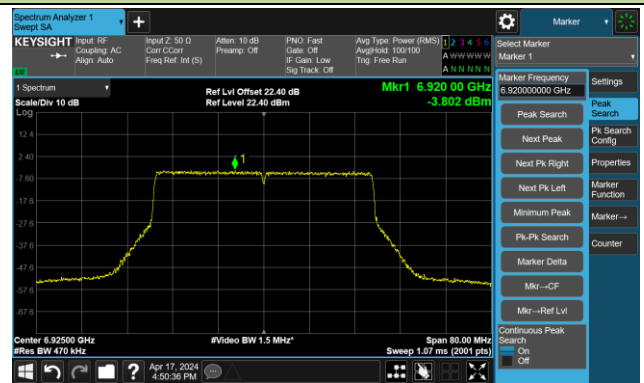 Spectrum Analyzer 1
Swept SA
Marker
KEYSIGHT
Input: RF
Coupling: AC
Align: Auto
Input Z: 50 Ω
Corr CCorr
Freq Ref: Int (S)
Atten: 10 dB
Preamp: Off
PNO: Fast
Gate: Off
IF Gain: Low
Sig Track: Off
Avg Type: Power (RMS)
Avg|Hold: 100/100
Trig: Free Run
1 2 3 4 5 6
A W W W W W
A N N N N N
LW
Select Marker
Marker 1
1 Spectrum
Scale/Div 10 dB
Log
Ref Lvl Offset 22.40 dB
Ref Level 22.40 dBm
Mkr1 6.920 00 GHz
-3.802 dBm
12.4
2.40
-7.60
-17.6
-27.6
-37.6
-47.6
-57.6
-67.6
1
Center 6.92500 GHz
#Res BW 470 kHz
#Video BW 1.5 MHz*
Span 80.00 MHz
Sweep 1.07 ms (2001 pts)
Marker Frequency
6.920000000 GHz
Peak Search
Next Peak
Next Pk Right
Next Pk Left
Minimum Peak
Pk-Pk Search
Marker Delta
Mkr→CF
Mkr→Ref Lvl
Continuous Peak
Search
On
Off
Settings
Peak
Search
Pk Search
Config
Properties
Marker
Function
Marker→
Counter
Apr 17, 2024
4:50:36 PM